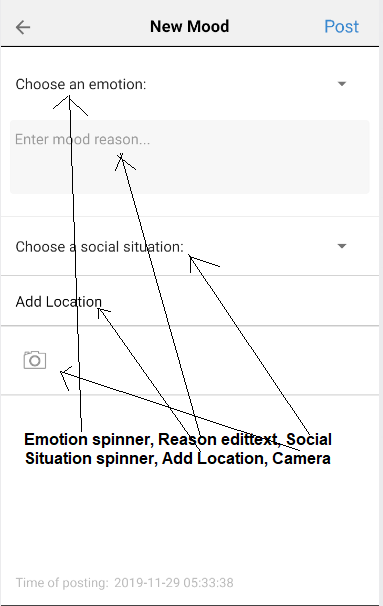 New Mood
Post
Choose an emotion:
Enter mood reason...
Choose a social situation:
Add Location
Emotion spinner, Reason edittext, Social
Situation spinner, Add Location, Camera
Time of posting: 2019-11-29 05:33:38